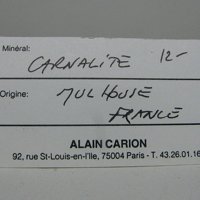 Minéral:
CARNALITE 12-
Origine:
MULHOUSE
FRANCE
ALAIN CARION
92, rue St-Louis-en-l'Ile, 75004 Paris - T. 43.26.01.16